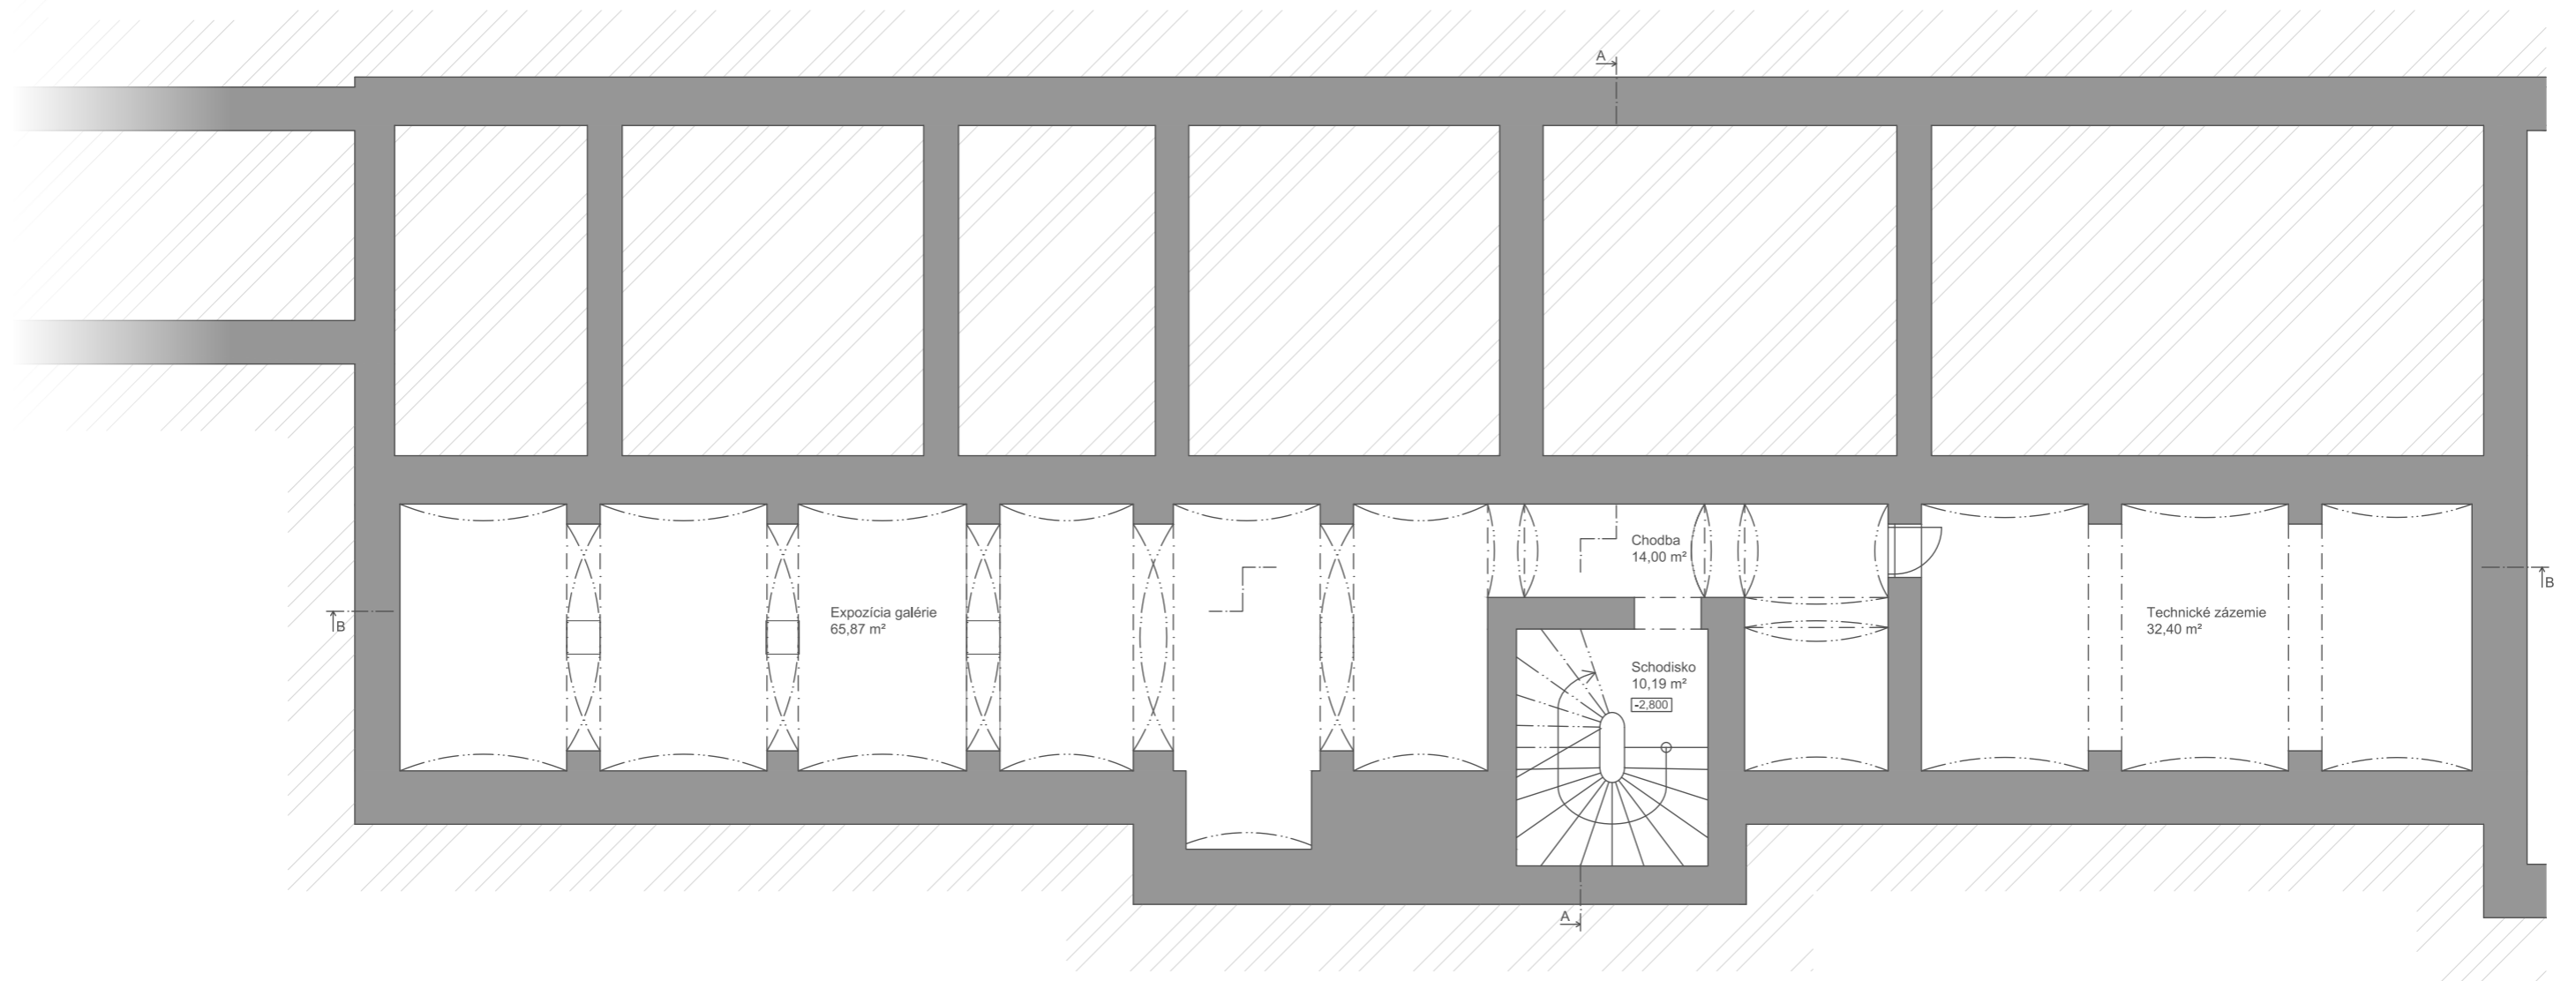 A
Chodba
14,00 m²
B
B
Expozícia galérie
65,87 m²
Technické zázemie
32,40 m²
Schodisko
10,19 m²
-2,800
A